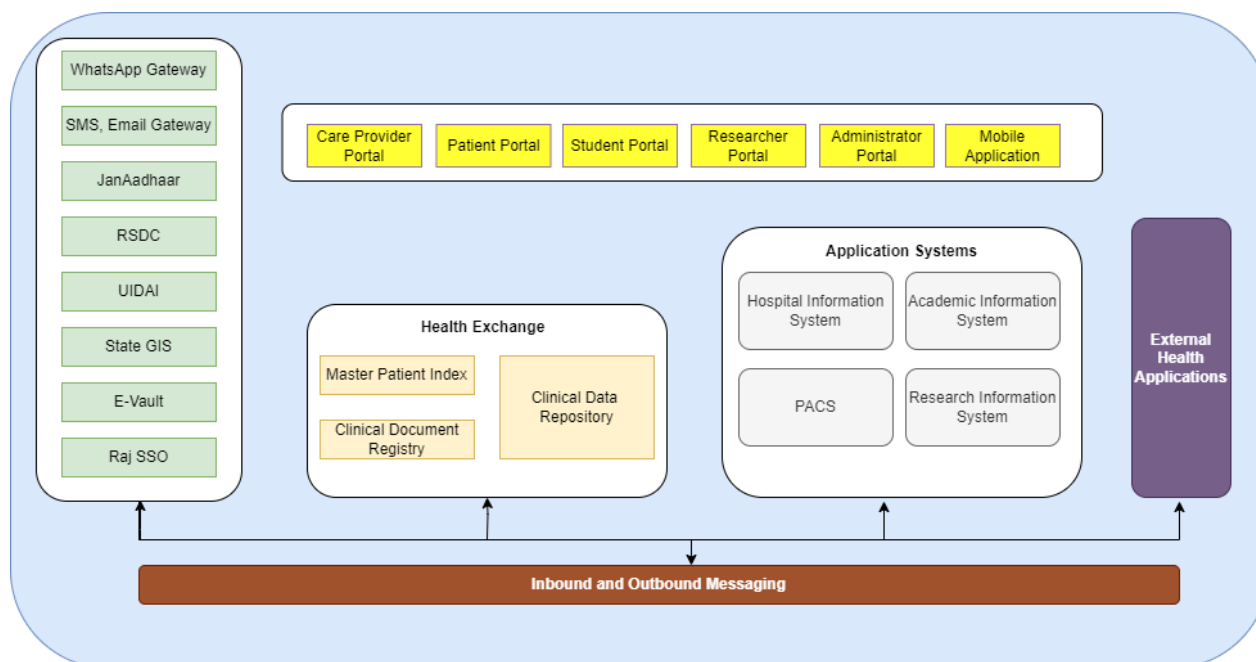 WhatsApp Gateway
SMS, Email Gateway
JanAadhaar
RSDC
UIDAI
State GIS
E-Vault
Raj SSO
Care Provider
Portal
Patient Portal
Student Portal
Researcher
Portal
Administrator
Portal
Mobile
Application
Health Exchange
Master Patient Index
Clinical Document
Registry
Clinical Data
Repository
Application Systems
Hospital Information
System
Academic Information
System
PACS
Research Information
System
External
Health
Applications
Inbound and Outbound Messaging